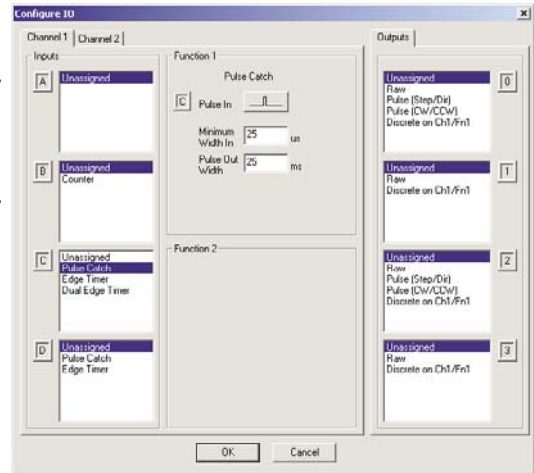 Configure IO
Channel 1
Channel 2
Outputs
Inputs
A
Unassigned
B
Unassigned
Counter
C
Unassigned
Pulse Catch
Edge Timer
Dual Edge Timer
D
Unassigned
Pulse Catch
Edge Timer
Function 1
Pulse Catch
C
Pulse In
Minimum
Width In
25
us
Pulse Out
Width
25
ms
Function 2
Unassigned
Raw
Pulse (Step/Dir)
Pulse (CW/CCW)
Discrete on Ch1/Fn1
0
Unassigned
Raw
Discrete on Ch1/Fn1
1
Unassigned
Raw
Pulse (Step/Dir)
Pulse (CW/CCW)
Discrete on Ch1/Fn1
2
Unassigned
Raw
Discrete on Ch1/Fn1
3
OK
Cancel